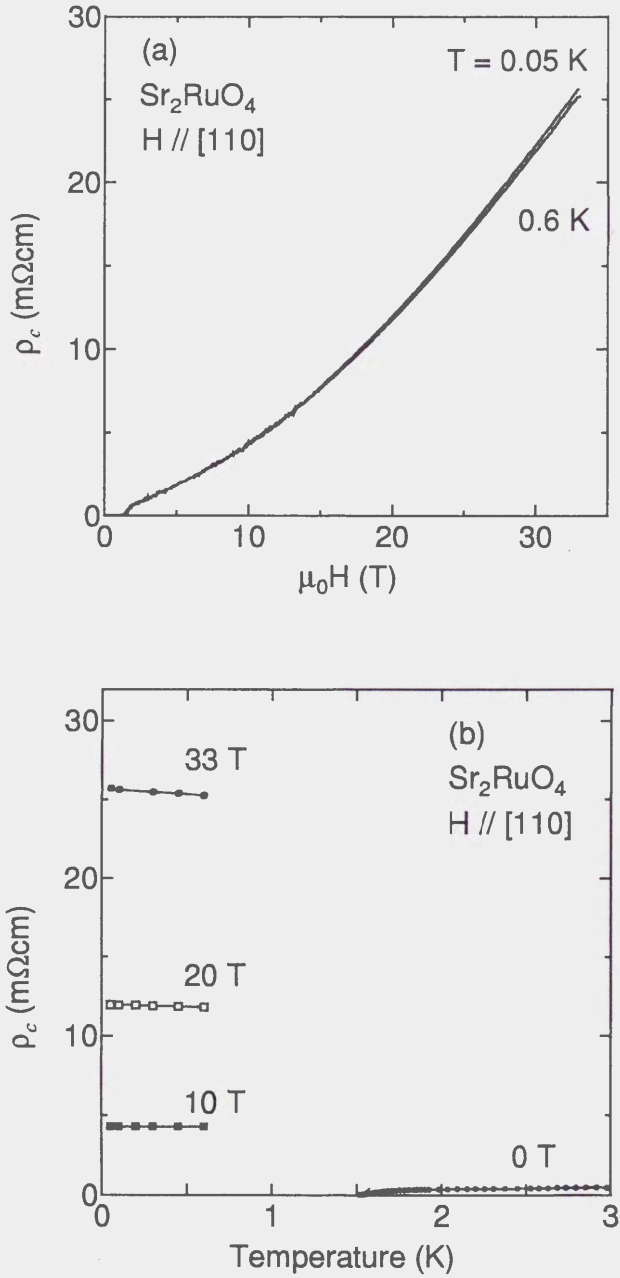 30
(a)
T = 0.05 K
Sr₂RuO₄
H // [110]
20
0.6 K
ρc (mΩcm)
10
0
0 10 20 30
μ₀H (T)
30
33 T
(b)
Sr₂RuO₄
H // [110]
20
ρc (mΩcm)
20 T
10
10 T
0 T
0
0 1 2 3
Temperature (K)